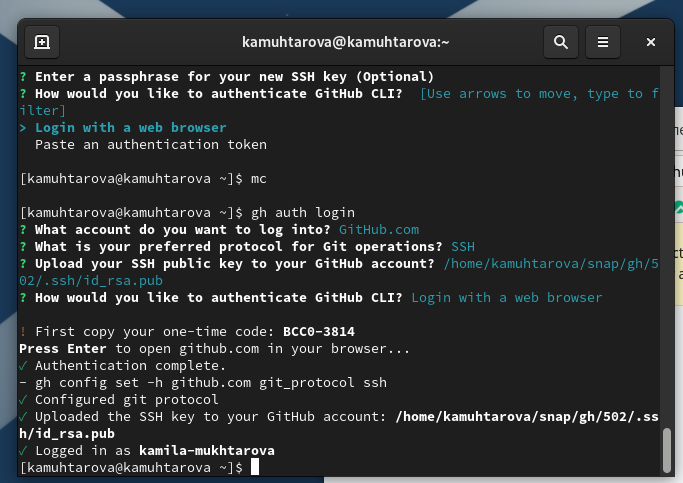 kamuhtarova@kamuhtarova:~
? Enter a passphrase for your new SSH key (Optional)
? How would you like to authenticate GitHub CLI?  [Use arrows to move, type to f
ilter]
> Login with a web browser
  Paste an authentication token
[kamuhtarova@kamuhtarova ~]$ mc
[kamuhtarova@kamuhtarova ~]$ gh auth login
? What account do you want to log into? GitHub.com
? What is your preferred protocol for Git operations? SSH
? Upload your SSH public key to your GitHub account? /home/kamuhtarova/snap/gh/5
02/.ssh/id_rsa.pub
? How would you like to authenticate GitHub CLI? Login with a web browser
! First copy your one-time code: BCC0-3814
Press Enter to open github.com in your browser...
✓ Authentication complete.
- gh config set -h github.com git_protocol ssh
✓ Configured git protocol
✓ Uploaded the SSH key to your GitHub account: /home/kamuhtarova/snap/gh/502/.ss
h/id_rsa.pub
✓ Logged in as kamila-mukhtarova
[kamuhtarova@kamuhtarova ~]$